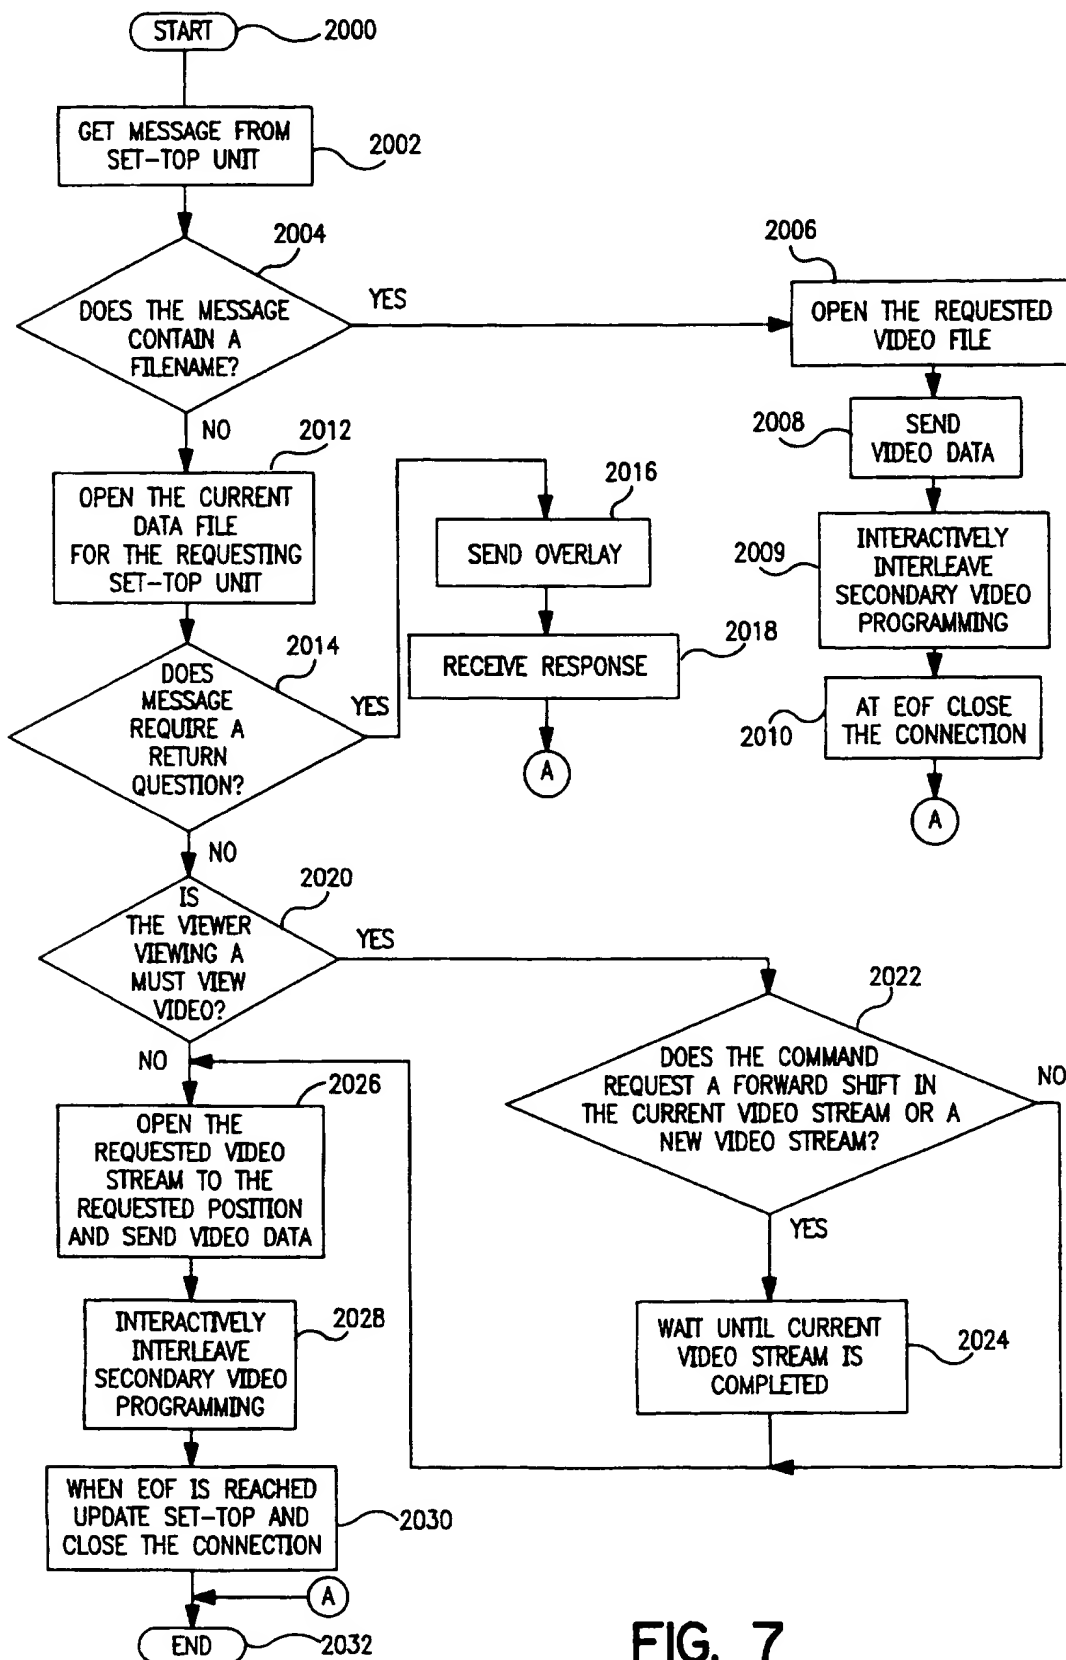 START
2000
GET MESSAGE FROM
SET-TOP UNIT
2002
2004
DOES THE MESSAGE
CONTAIN A
FILENAME?
YES
2006
OPEN THE REQUESTED
VIDEO FILE
2008
SEND
VIDEO DATA
2009
INTERACTIVELY
INTERLEAVE
SECONDARY VIDEO
PROGRAMMING
2010
AT EOF CLOSE
THE CONNECTION
A
NO
2012
OPEN THE CURRENT
DATA FILE
FOR THE REQUESTING
SET-TOP UNIT
2014
DOES
MESSAGE
REQUIRE A
RETURN
QUESTION?
YES
2016
SEND OVERLAY
RECEIVE RESPONSE
2018
A
NO
2020
IS
THE VIEWER
VIEWING A
MUST VIEW
VIDEO?
YES
2022
DOES THE COMMAND
REQUEST A FORWARD SHIFT IN
THE CURRENT VIDEO STREAM OR A
NEW VIDEO STREAM?
NO
YES
WAIT UNTIL CURRENT
VIDEO STREAM IS
COMPLETED
2024
NO
2026
OPEN THE
REQUESTED VIDEO
STREAM TO THE
REQUESTED POSITION
AND SEND VIDEO DATA
INTERACTIVELY
INTERLEAVE
SECONDARY VIDEO
PROGRAMMING
2028
WHEN EOF IS REACHED
UPDATE SET-TOP AND
CLOSE THE CONNECTION
2030
A
END
2032
FIG. 7